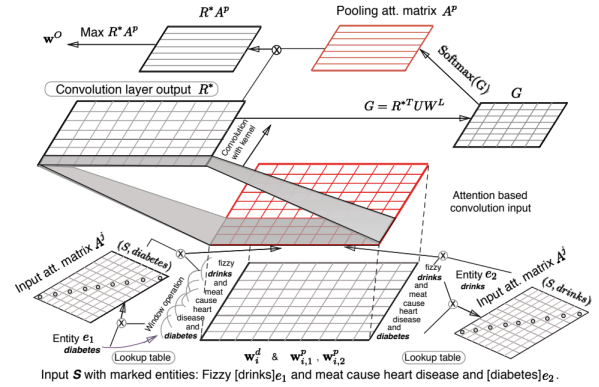 R*A^p
Pooling att. matrix A^p
w^O
Max R*A^p
Convolution layer output R*
Softmax(G)
G
G = R*^T U W^L
Convolution
with kernel
Attention based
convolution input
Input att. matrix A^j
(S, diabetes)
Window operation
fizzy
drinks
and
meat
cause
heart
disease
and
diabetes
fizzy
drinks
and
meat
cause
heart
disease
and
diabetes
Entity e_2
drinks
Input att. matrix A^j
(S, drinks)
Entity e_1
diabetes
Lookup table
w_i^d & w_{i,1}^p , w_{i,2}^p
Lookup table
Input S with marked entities: Fizzy [drinks]e_1 and meat cause heart disease and [diabetes]e_2.